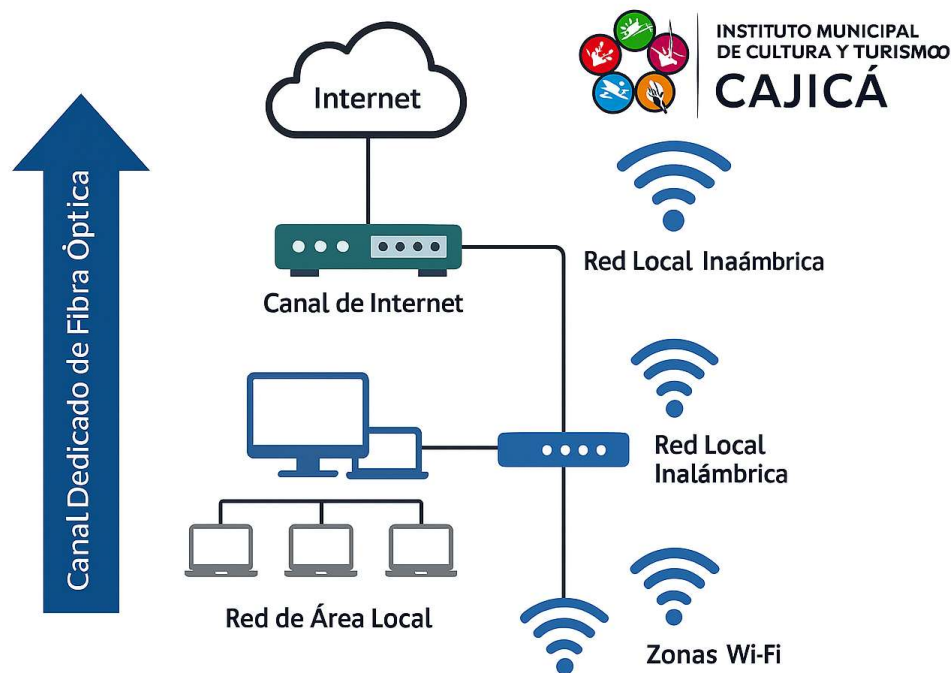 Internet
INSTITUTO MUNICIPAL
DE CULTURA Y TURISMOO
CAJICÁ
Canal Dedicado de Fibra Óptica
Red Local Inaámbrica
Canal de Internet
Red Local
Inalámbrica
Red de Área Local
Zonas Wi-Fi